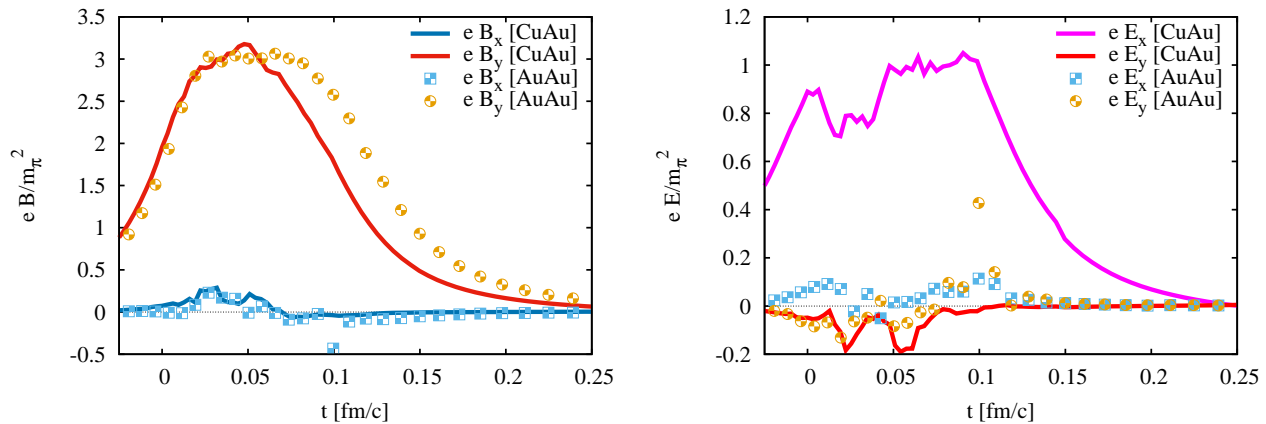 e B/m_π^2
3.5
3
2.5
2
1.5
1
0.5
0
-0.5
0
0.05
0.1
0.15
0.2
0.25
t [fm/c]
e B_x [CuAu]
e B_y [CuAu]
e B_x [AuAu]
e B_y [AuAu]
e E/m_π^2
1.2
1
0.8
0.6
0.4
0.2
0
-0.2
0
0.05
0.1
0.15
0.2
0.25
t [fm/c]
e E_x [CuAu]
e E_y [CuAu]
e E_x [AuAu]
e E_y [AuAu]